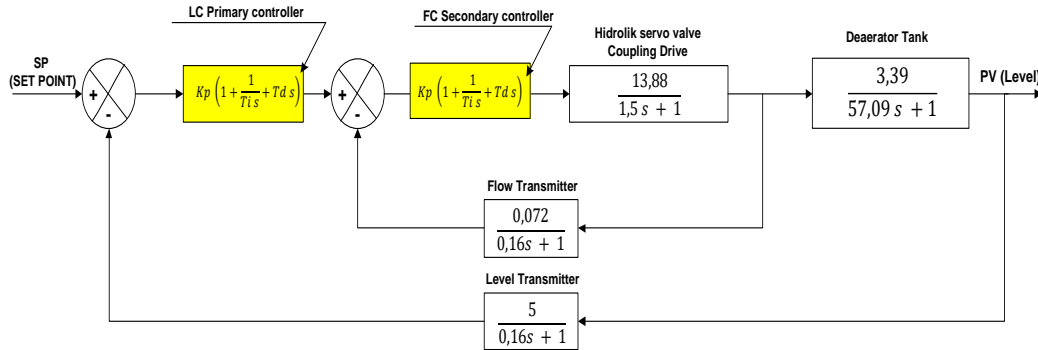 LC Primary controller
FC Secondary controller
Hidrolik servo valve
Coupling Drive
Deaerator Tank
SP
(SET POINT)
PV (Level)
+
-
Kp (1 + 1/Ti s + Td s)
+
-
Kp (1 + 1/Ti s + Td s)
13,88
1,5 s + 1
3,39
57,09 s + 1
Flow Transmitter
0,072
0,16s + 1
Level Transmitter
5
0,16s + 1